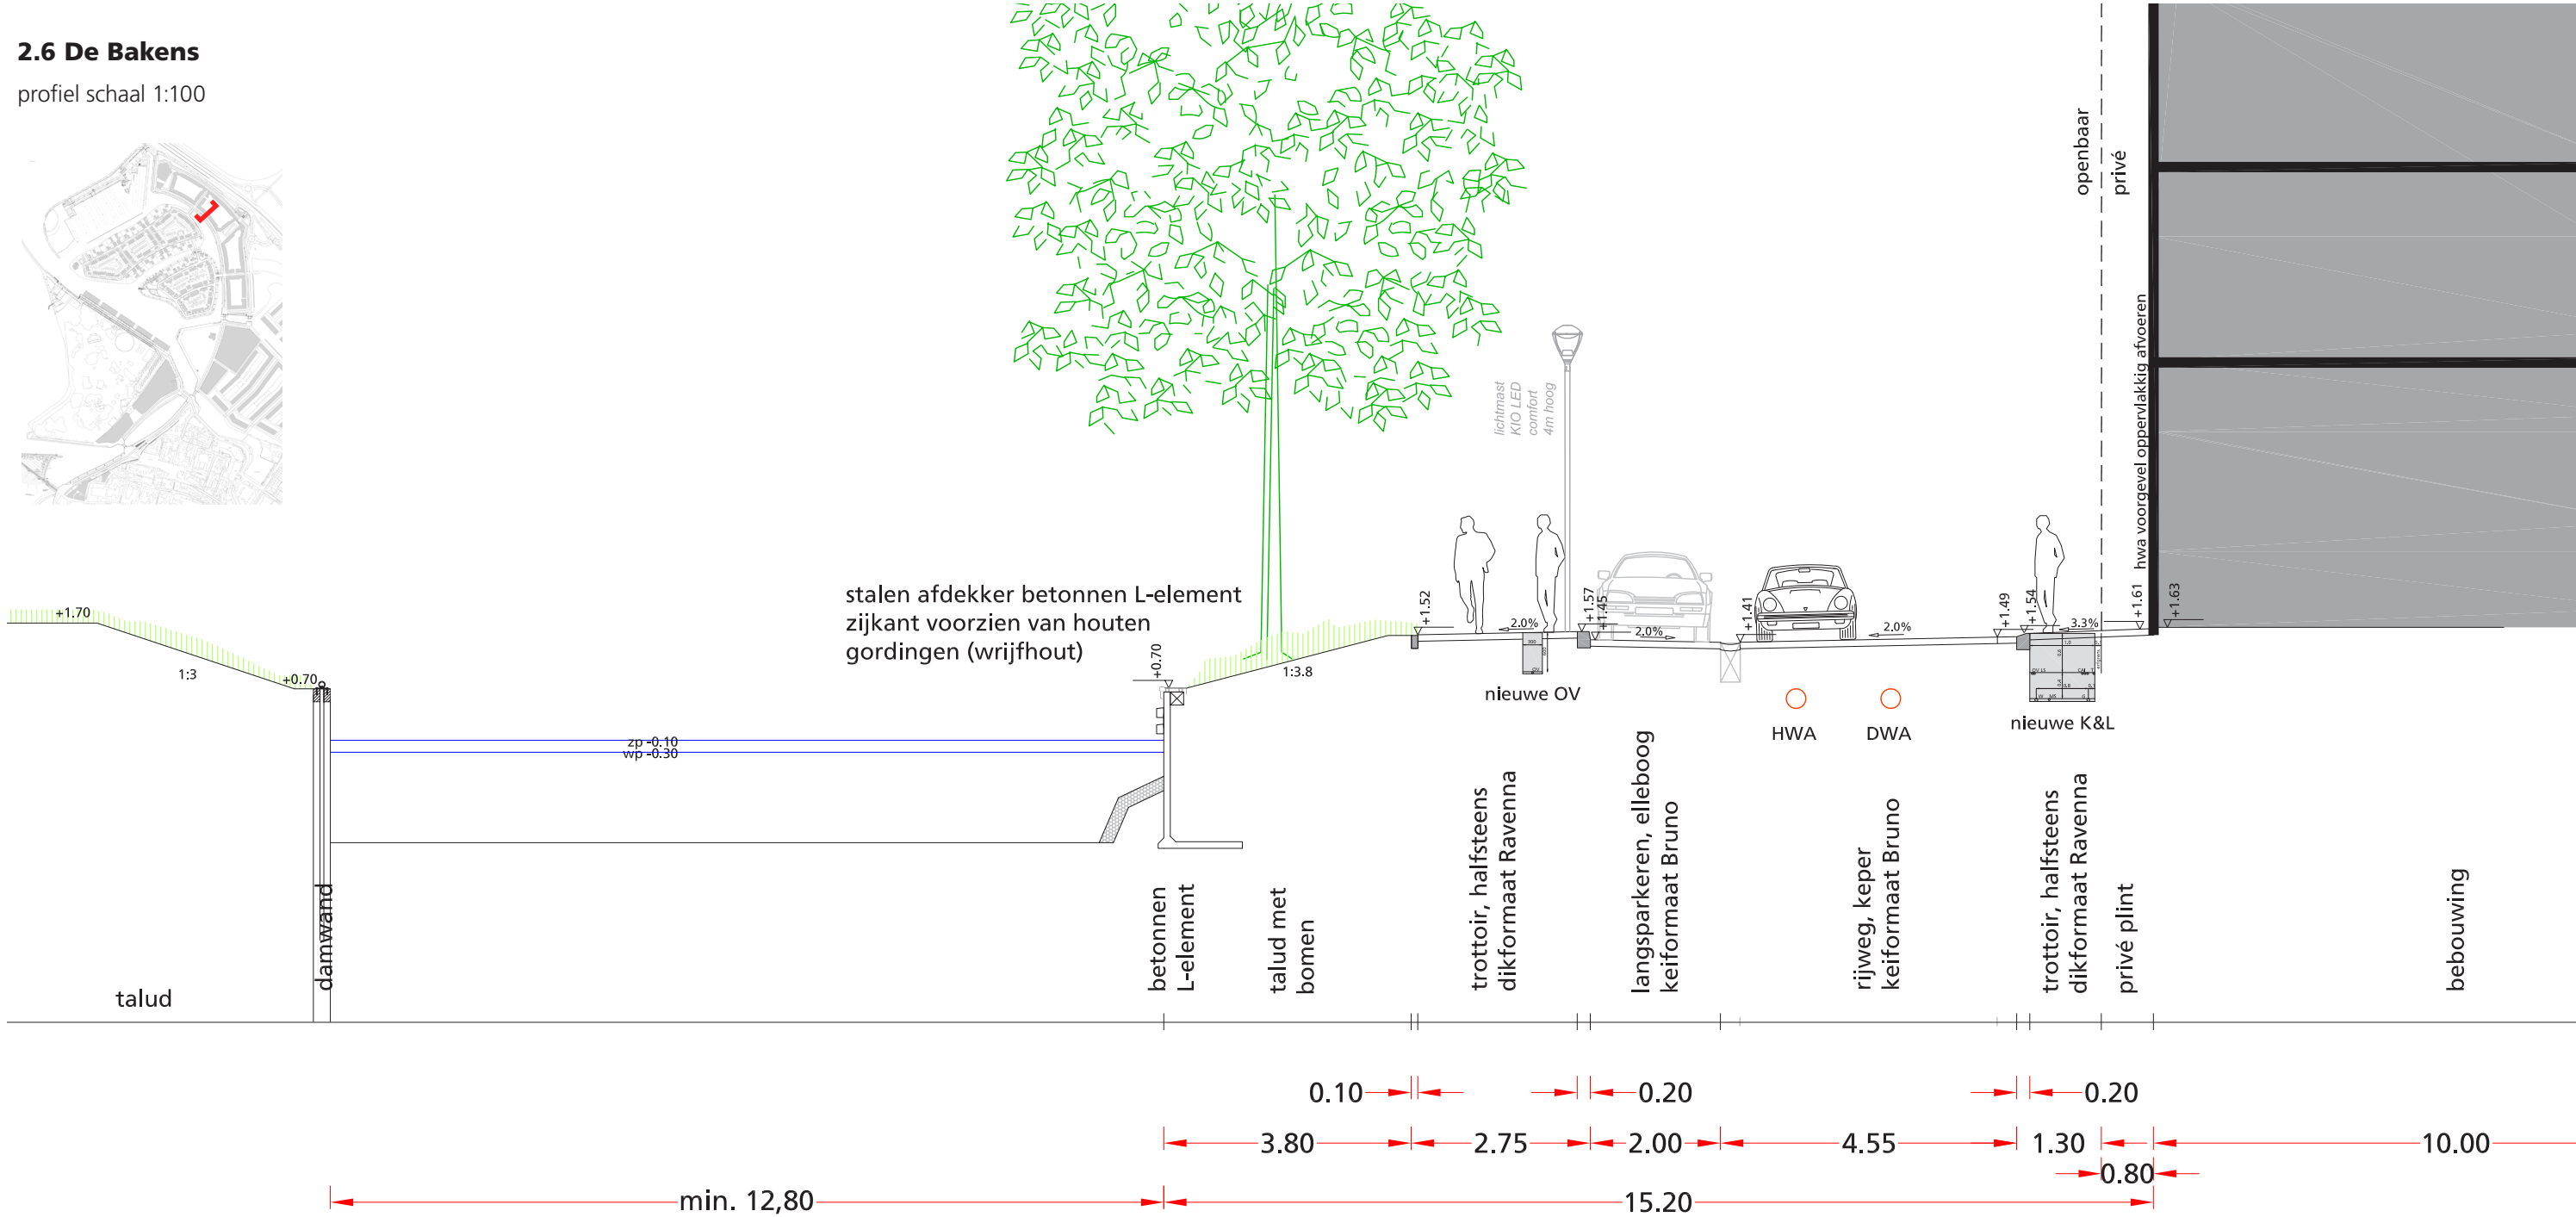 2.6 De Bakens
profiel schaal 1:100
openbaar
privé
hwa voorgevel oppervlakkig afvoeren
lichtmast
KIO LED
comfort
4m hoog
stalen afdekker betonnen L-element
zijkant voorzien van houten
gordingen (wrijfhout)
+1.70
1:3
+0.70
+0.70
1:3.8
+1.52
2.0%
+1.57
+1.45
2,0%
+1.41
2,0%
+1.49
+1.54
3.3%
+1.61
+1.63
zp -0.10
wp -0.30
nieuwe OV
HWA
DWA
nieuwe K&L
talud
damwand
betonnen
L-element
talud met
bomen
trottoir, halfsteens
dikformaat Ravenna
langsparkeren, elleboog
keiformaat Bruno
rijweg, keper
keiformaat Bruno
trottoir, halfsteens
dikformaat Ravenna
privé plint
bebouwing
0.10
0.20
0.20
3.80
2.75
2.00
4.55
1.30
10.00
0.80
min. 12,80
15.20